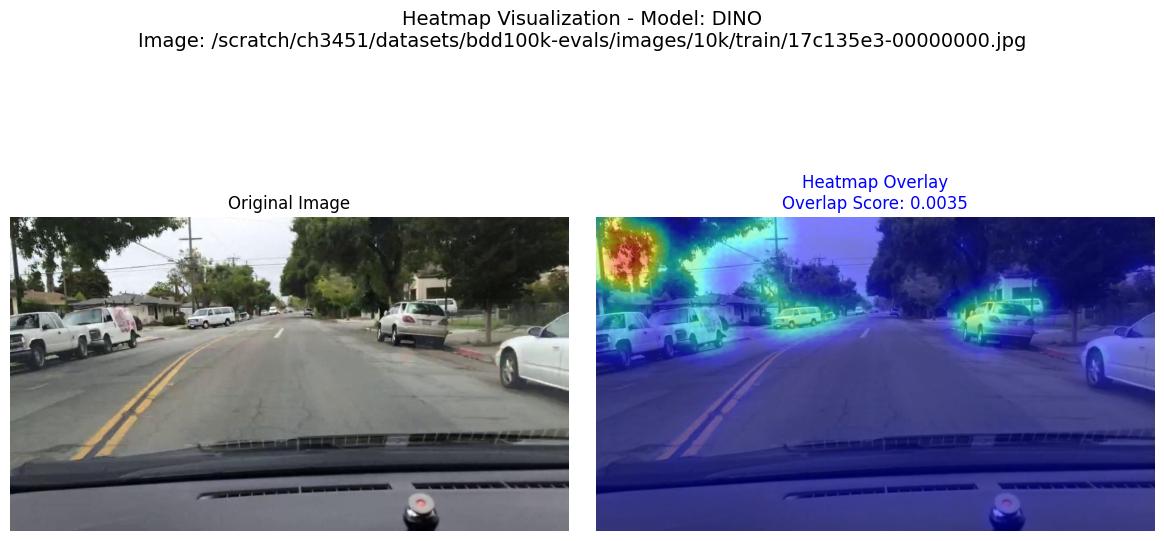 Heatmap Visualization - Model: DINO
Image: /scratch/ch3451/datasets/bdd100k-evals/images/10k/train/17c135e3-00000000.jpg
Original Image
Heatmap Overlay
Overlap Score: 0.0035